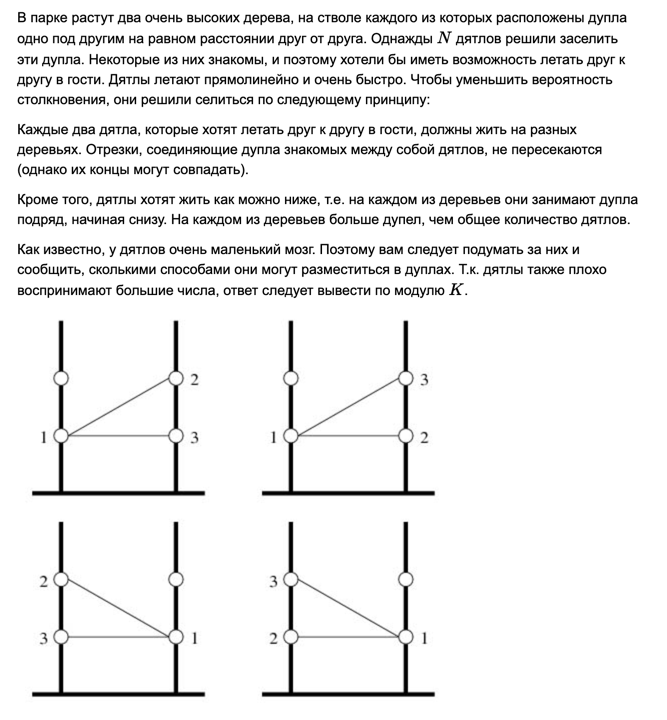 В парке растут два очень высоких дерева, на стволе каждого из которых расположены дупла
одно под другим на равном расстоянии друг от друга. Однажды N дятлов решили заселить
эти дупла. Некоторые из них знакомы, и поэтому хотели бы иметь возможность летать друг к
другу в гости. Дятлы летают прямолинейно и очень быстро. Чтобы уменьшить вероятность
столкновения, они решили селиться по следующему принципу:
Каждые два дятла, которые хотят летать друг к другу в гости, должны жить на разных
деревьях. Отрезки, соединяющие дупла знакомых между собой дятлов, не пересекаются
(однако их концы могут совпадать).
Кроме того, дятлы хотят жить как можно ниже, т.е. на каждом из деревьев они занимают дупла
подряд, начиная снизу. На каждом из деревьев больше дупел, чем общее количество дятлов.
Как известно, у дятлов очень маленький мозг. Поэтому вам следует подумать за них и
сообщить, сколькими способами они могут разместиться в дуплах. Т.к. дятлы также плохо
воспринимают большие числа, ответ следует вывести по модулю K.
2 3
1 3 1 2
2 3
3 1 2 1